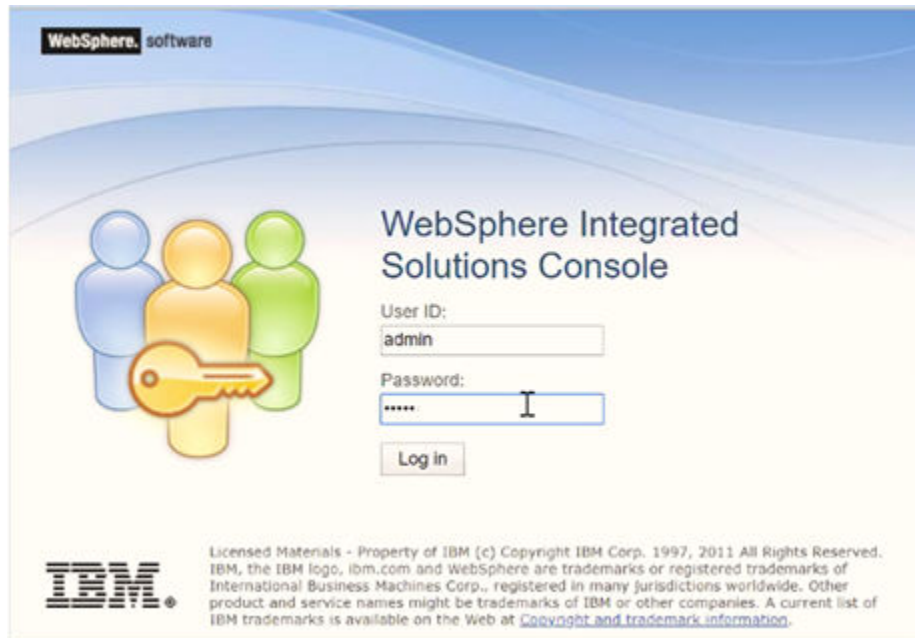 WebSphere. software
WebSphere Integrated
Solutions Console
User ID:
admin
Password:
•••••
Log in
IBM®
Licensed Materials - Property of IBM (c) Copyright IBM Corp. 1997, 2011 All Rights Reserved.
IBM, the IBM logo, ibm.com and WebSphere are trademarks or registered trademarks of
International Business Machines Corp., registered in many jurisdictions worldwide. Other
product and service names might be trademarks of IBM or other companies. A current list of
IBM trademarks is available on the Web at Copyright and trademark information.